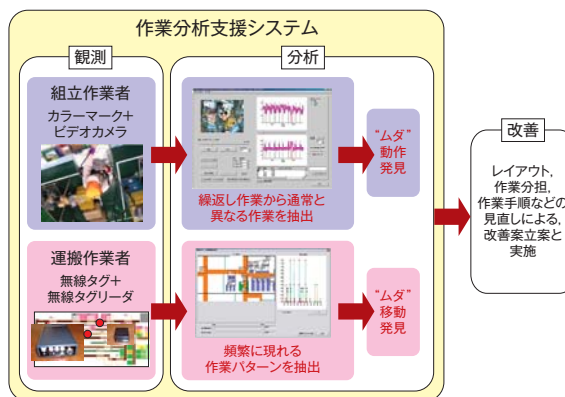 作業分析支援システム
観測
分析
組立作業者
カラーマーク+
ビデオカメラ
繰返し作業から通常と
異なる作業を抽出
“ムダ”
動作
発見
運搬作業者
無線タグ+
無線タグリーダ
頻繁に現れる
作業パターンを抽出
“ムダ”
移動
発見
改善
レイアウト,
作業分担,
作業手順などの
見直しによる,
改善案立案と
実施